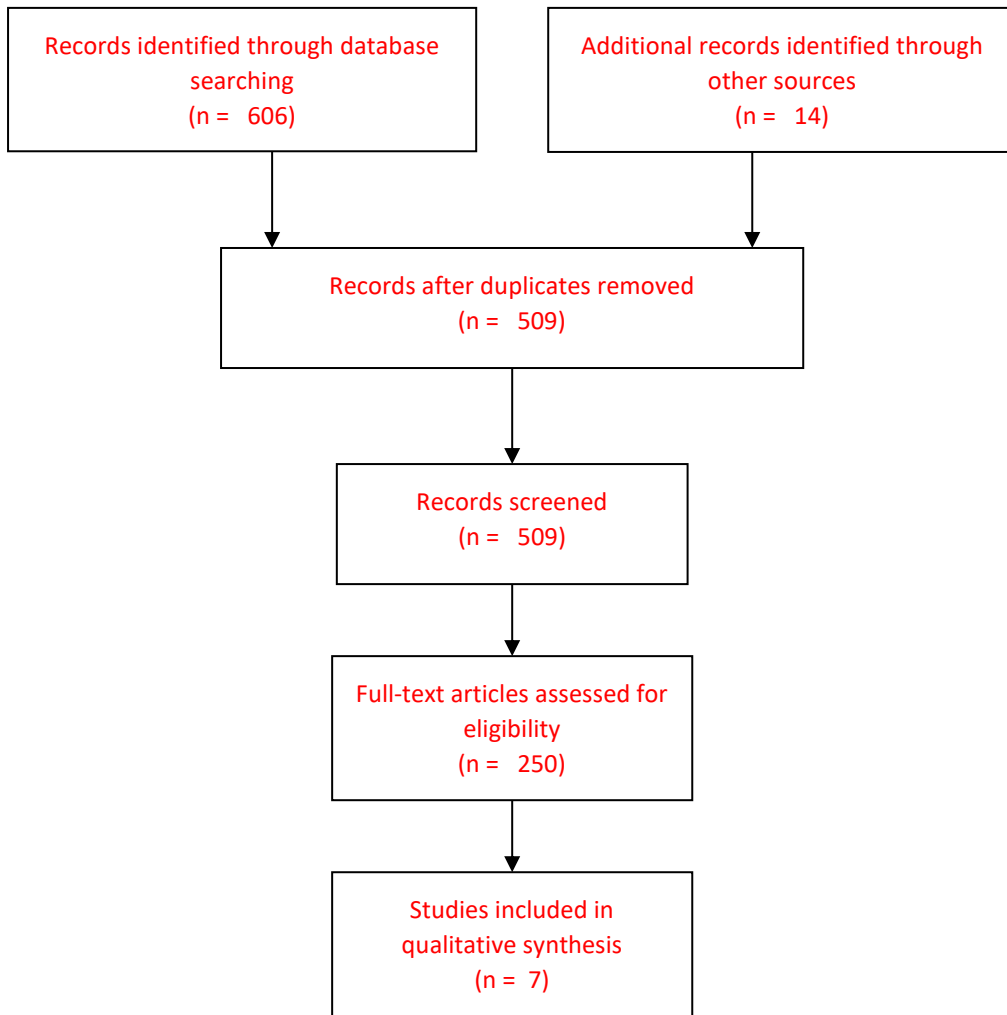 Records identified through database
searching
(n =   606)
Additional records identified through
other sources
(n =   14)
Records after duplicates removed
(n =   509)
Records screened
(n =   509)
Full-text articles assessed for
eligibility
(n =   250)
Studies included in
qualitative synthesis
(n =  7)